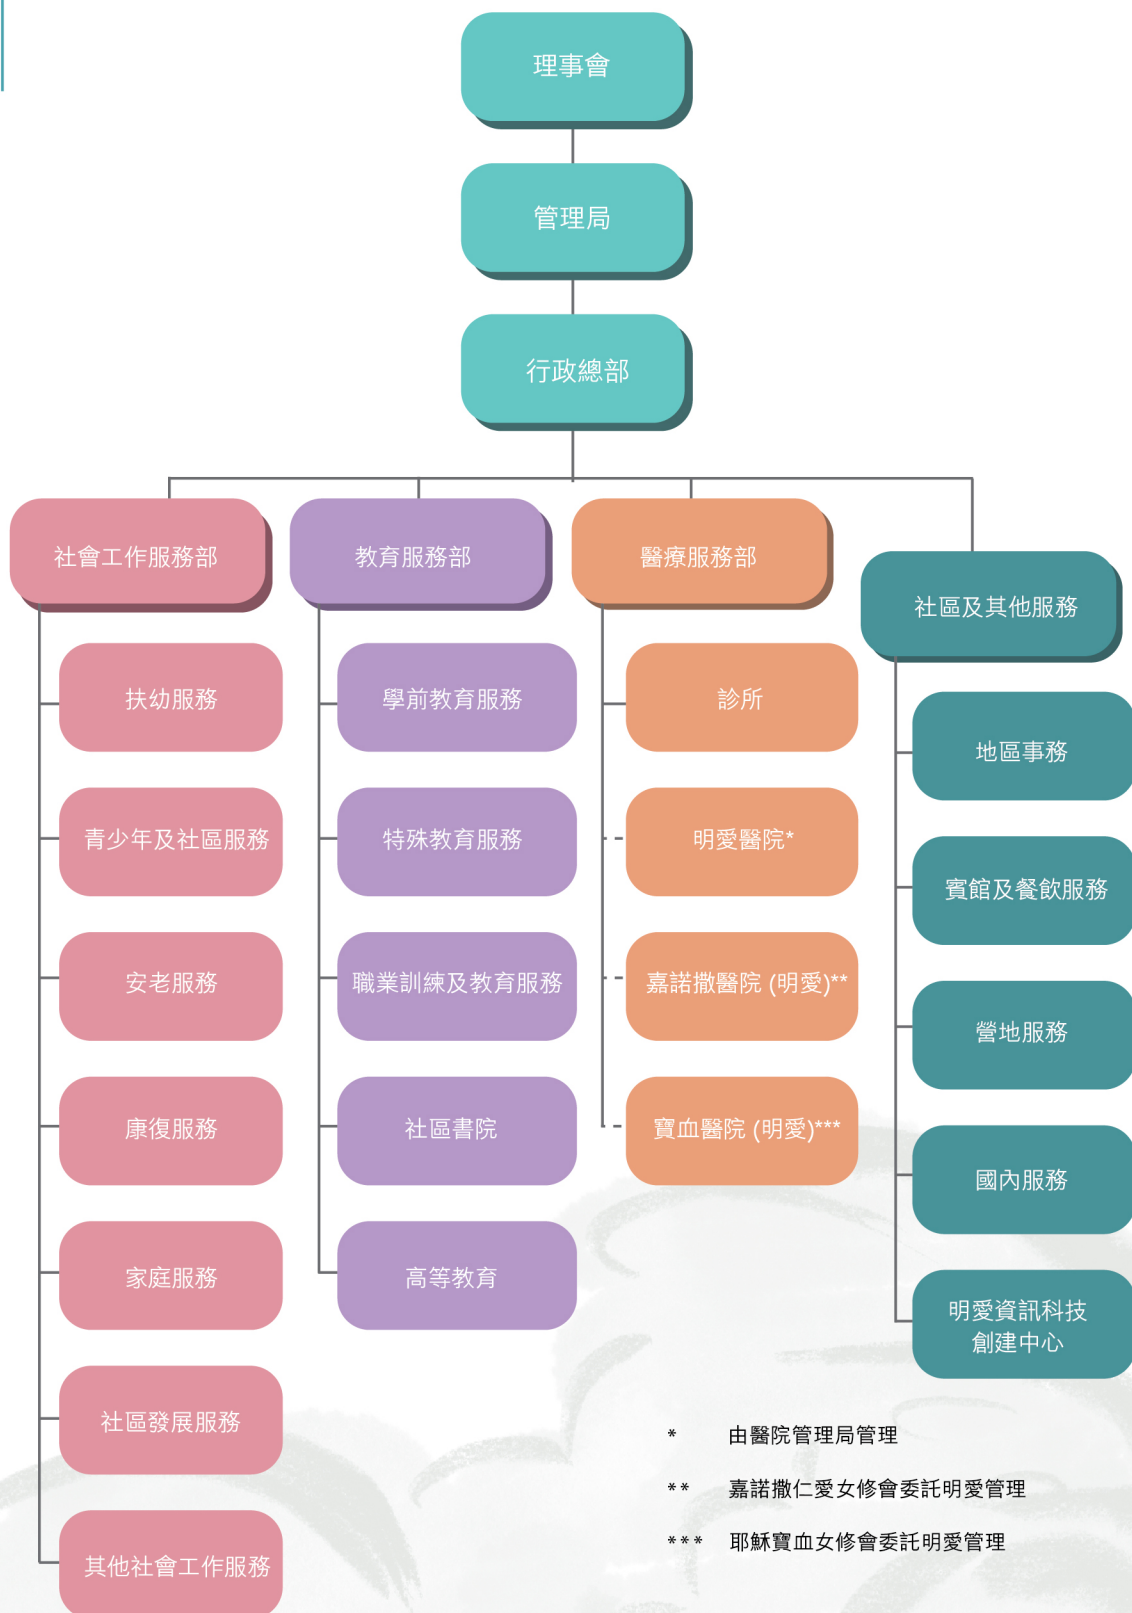 理事會
管理局
行政總部
社會工作服務部
扶幼服務
青少年及社區服務
安老服務
康復服務
家庭服務
社區發展服務
其他社會工作服務
教育服務部
學前教育服務
特殊教育服務
職業訓練及教育服務
社區書院
高等教育
醫療服務部
診所
明愛醫院*
嘉諾撒醫院 (明愛)**
寶血醫院 (明愛)***
社區及其他服務
地區事務
賓館及餐飲服務
營地服務
國內服務
明愛資訊科技
創建中心
* 由醫院管理局管理
** 嘉諾撒仁愛女修會委託明愛管理
*** 耶穌寶血女修會委託明愛管理